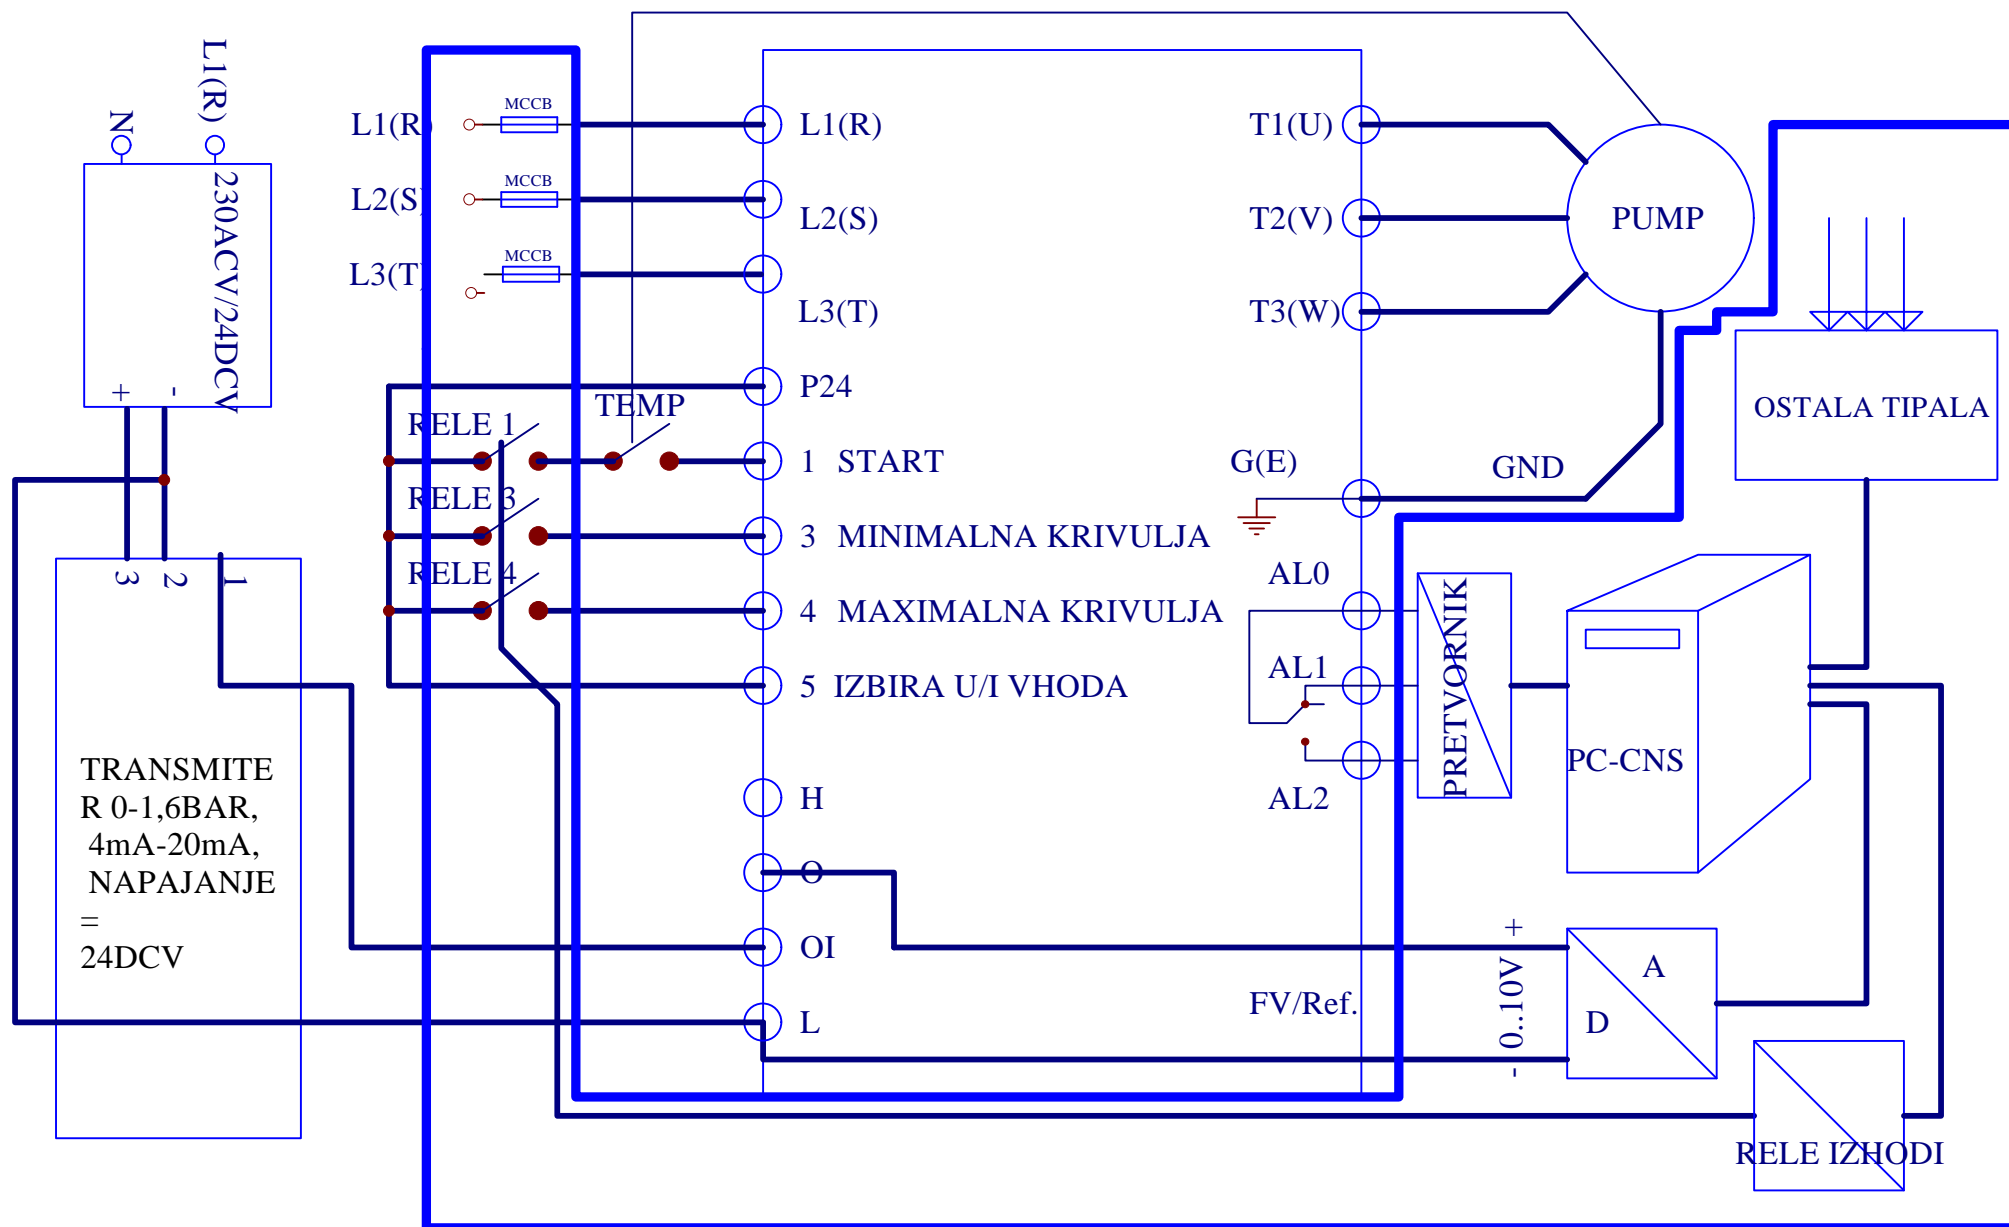 L1(R)
N
230ACV/24DCV
+
-
3
2
1
TRANSMITE
R 0-1,6BAR,
4mA-20mA,
NAPAJANJE
=
24DCV
L1(R)
MCCB
L2(S)
MCCB
L3(T)
MCCB
RELE 1
TEMP
RELE 3
RELE 4
L1(R)
L2(S)
L3(T)
P24
1 START
3 MINIMALNA KRIVULJA
4 MAXIMALNA KRIVULJA
5 IZBIRA U/I VHODA
H
O
OI
L
T1(U)
T2(V)
T3(W)
G(E)
AL0
AL1
AL2
FV/Ref.
PUMP
GND
OSTALA TIPALA
PRETVORNIK
PC-CNS
- 0..10V +
A
D
RELE IZHODI